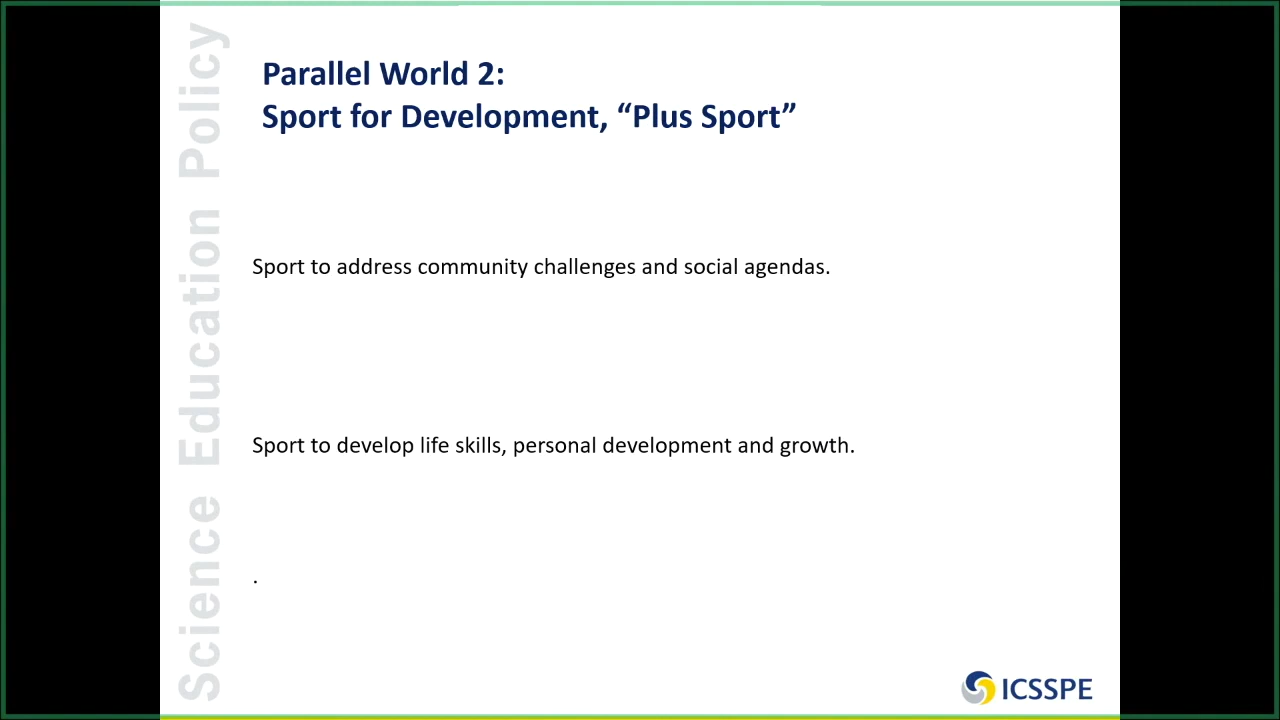 Parallel World 2:
Sport for Development, “Plus Sport”
Sport to address community challenges and social agendas.
Sport to develop life skills, personal development and growth.
.
Science Education Policy
ICSSPE